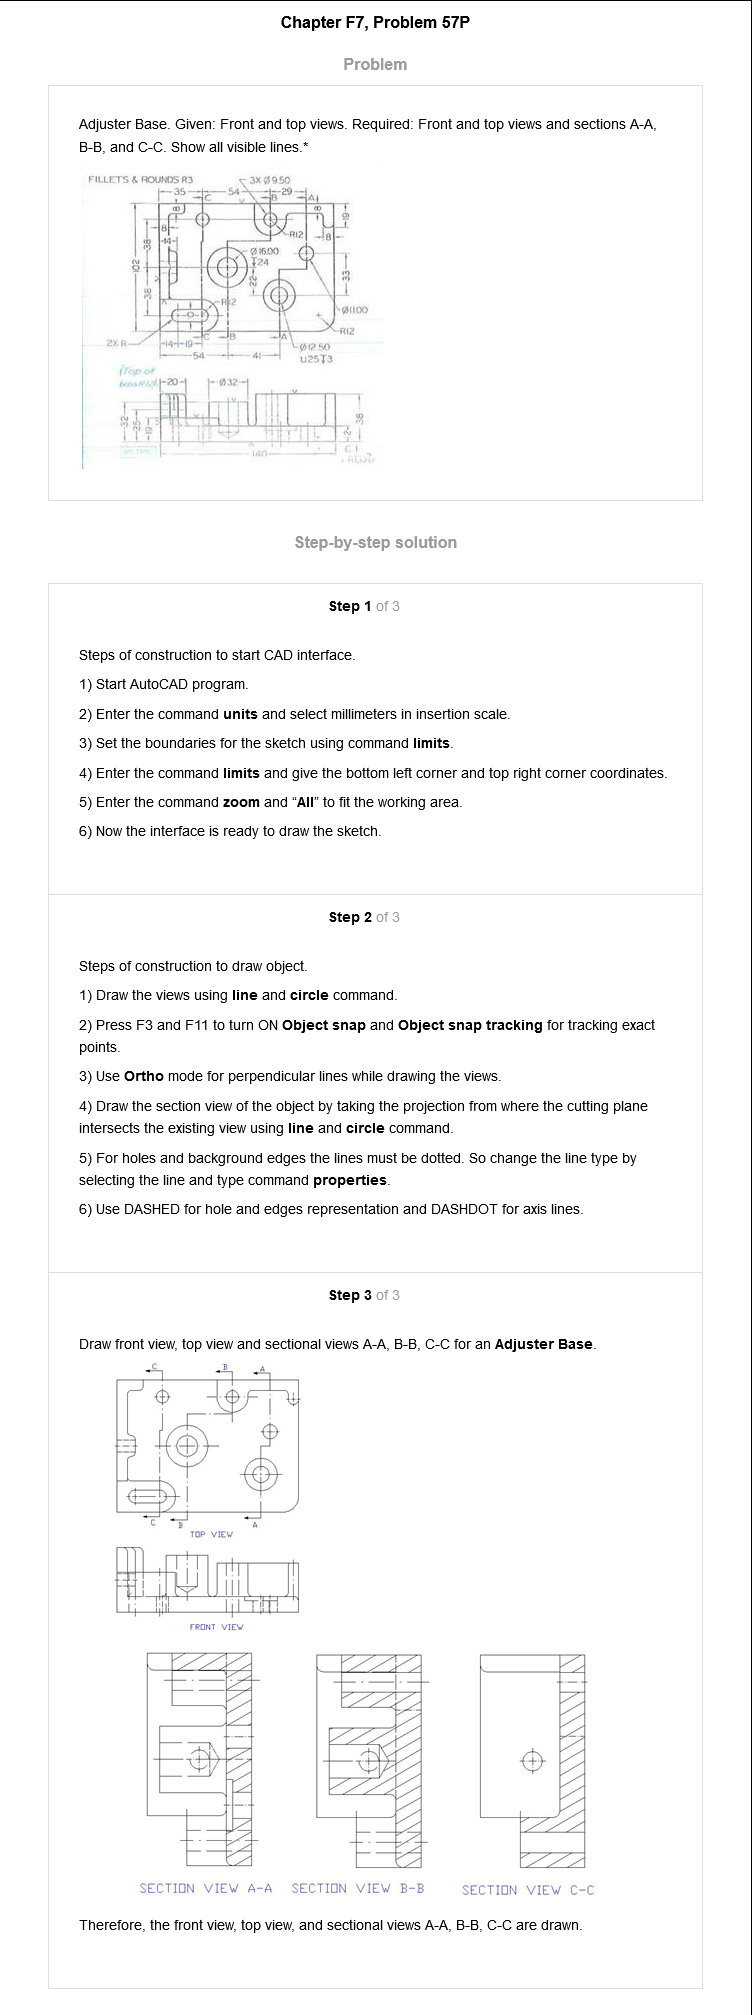 Chapter F7, Problem 57P
Problem
Adjuster Base. Given: Front and top views. Required: Front and top views and sections A-A,
B-B, and C-C. Show all visible lines.*
FILLETS & ROUNDS R3
3X Ø 9.50
35
54
29
C
B
A
8
8
19
8
R12
8
38
14
Ø 16.00
24
102
22
33
38
R12
Ø11.00
R12
2X R
14
19
C
B
A
Ø12.50
54
41
⊔25↧3
(Top of
20
Ø32
32
25
19
38
2
METRIC
140
C I
Step-by-step solution
Step 1 of 3
Steps of construction to start CAD interface.
1) Start AutoCAD program.
2) Enter the command units and select millimeters in insertion scale.
3) Set the boundaries for the sketch using command limits.
4) Enter the command limits and give the bottom left corner and top right corner coordinates.
5) Enter the command zoom and “All” to fit the working area.
6) Now the interface is ready to draw the sketch.
Step 2 of 3
Steps of construction to draw object.
1) Draw the views using line and circle command.
2) Press F3 and F11 to turn ON Object snap and Object snap tracking for tracking exact
points.
3) Use Ortho mode for perpendicular lines while drawing the views.
4) Draw the section view of the object by taking the projection from where the cutting plane
intersects the existing view using line and circle command.
5) For holes and background edges the lines must be dotted. So change the line type by
selecting the line and type command properties.
6) Use DASHED for hole and edges representation and DASHDOT for axis lines.
Step 3 of 3
Draw front view, top view and sectional views A-A, B-B, C-C for an Adjuster Base.
C
B
A
C
B
A
TOP VIEW
FRONT VIEW
SECTION VIEW A-A
SECTION VIEW B-B
SECTION VIEW C-C
Therefore, the front view, top view, and sectional views A-A, B-B, C-C are drawn.